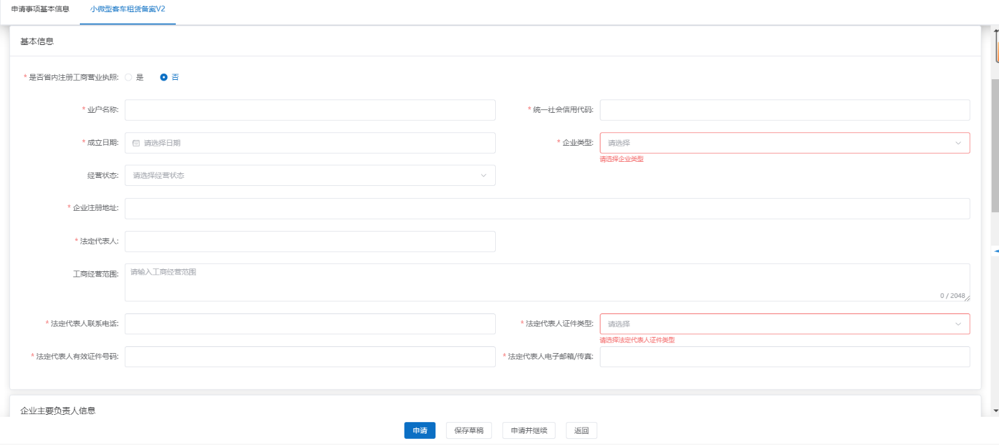 申请事项基本信息 小微型客车租赁备案V2
基本信息
* 是否省内注册工商营业执照: 是 否
* 业户名称: * 统一社会信用代码:
* 成立日期: 请选择日期 * 企业类型: 请选择
请选择企业类型
经营状态: 请选择经营状态
* 企业注册地址:
* 法定代表人:
工商经营范围: 请输入工商经营范围
0 / 2048
* 法定代表人联系电话: * 法定代表人证件类型: 请选择
请选择法定代表人证件类型
* 法定代表人有效证件号码: * 法定代表人电子邮箱/传真:
企业主要负责人信息
申请 保存草稿 申请并继续 返回